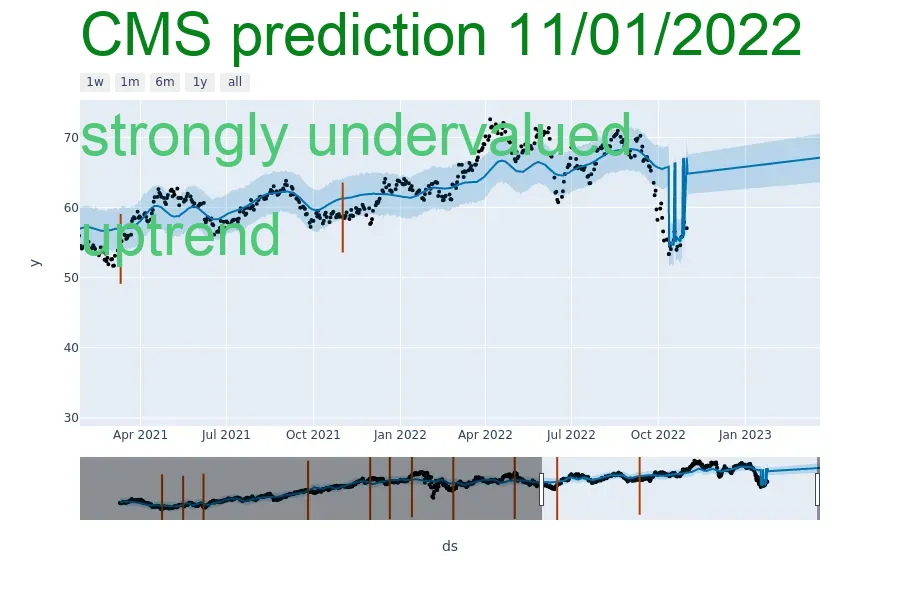 CMS prediction 11/01/2022
1w 1m 6m 1y all
strongly undervalued
uptrend
70
60
50
40
30
y
Apr 2021 Jul 2021 Oct 2021 Jan 2022 Apr 2022 Jul 2022 Oct 2022 Jan 2023
ds